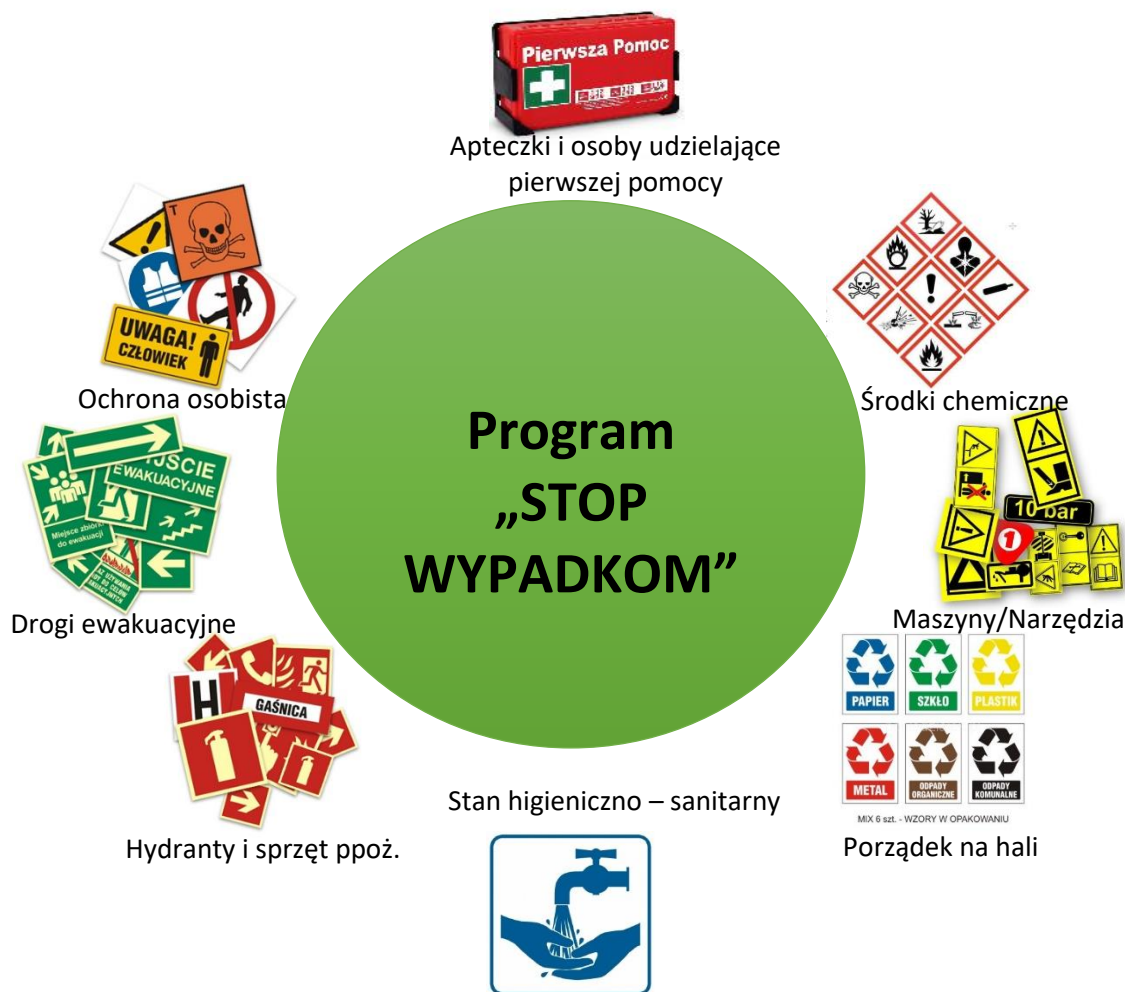 Pierwsza Pomoc
Apteczki i osoby udzielające
pierwszej pomocy
T
UWAGA!
CZŁOWIEK
Ochrona osobista
Środki chemiczne
Program
„STOP
WYPADKOM”
EWAKUACYJNE
Miejsce zbiórki
do ewakuacji
Drogi ewakuacyjne
10 bar
1
Maszyny/Narzędzia
H
GAŚNICA
Hydranty i sprzęt ppoż.
PAPIER
SZKŁO
PLASTIK
METAL
ODPADY
ORGANICZNE
ODPADY
KOMUNALNE
MIX 6 szt. - WZORY W OPAKOWANIU
Porządek na hali
Stan higieniczno – sanitarny